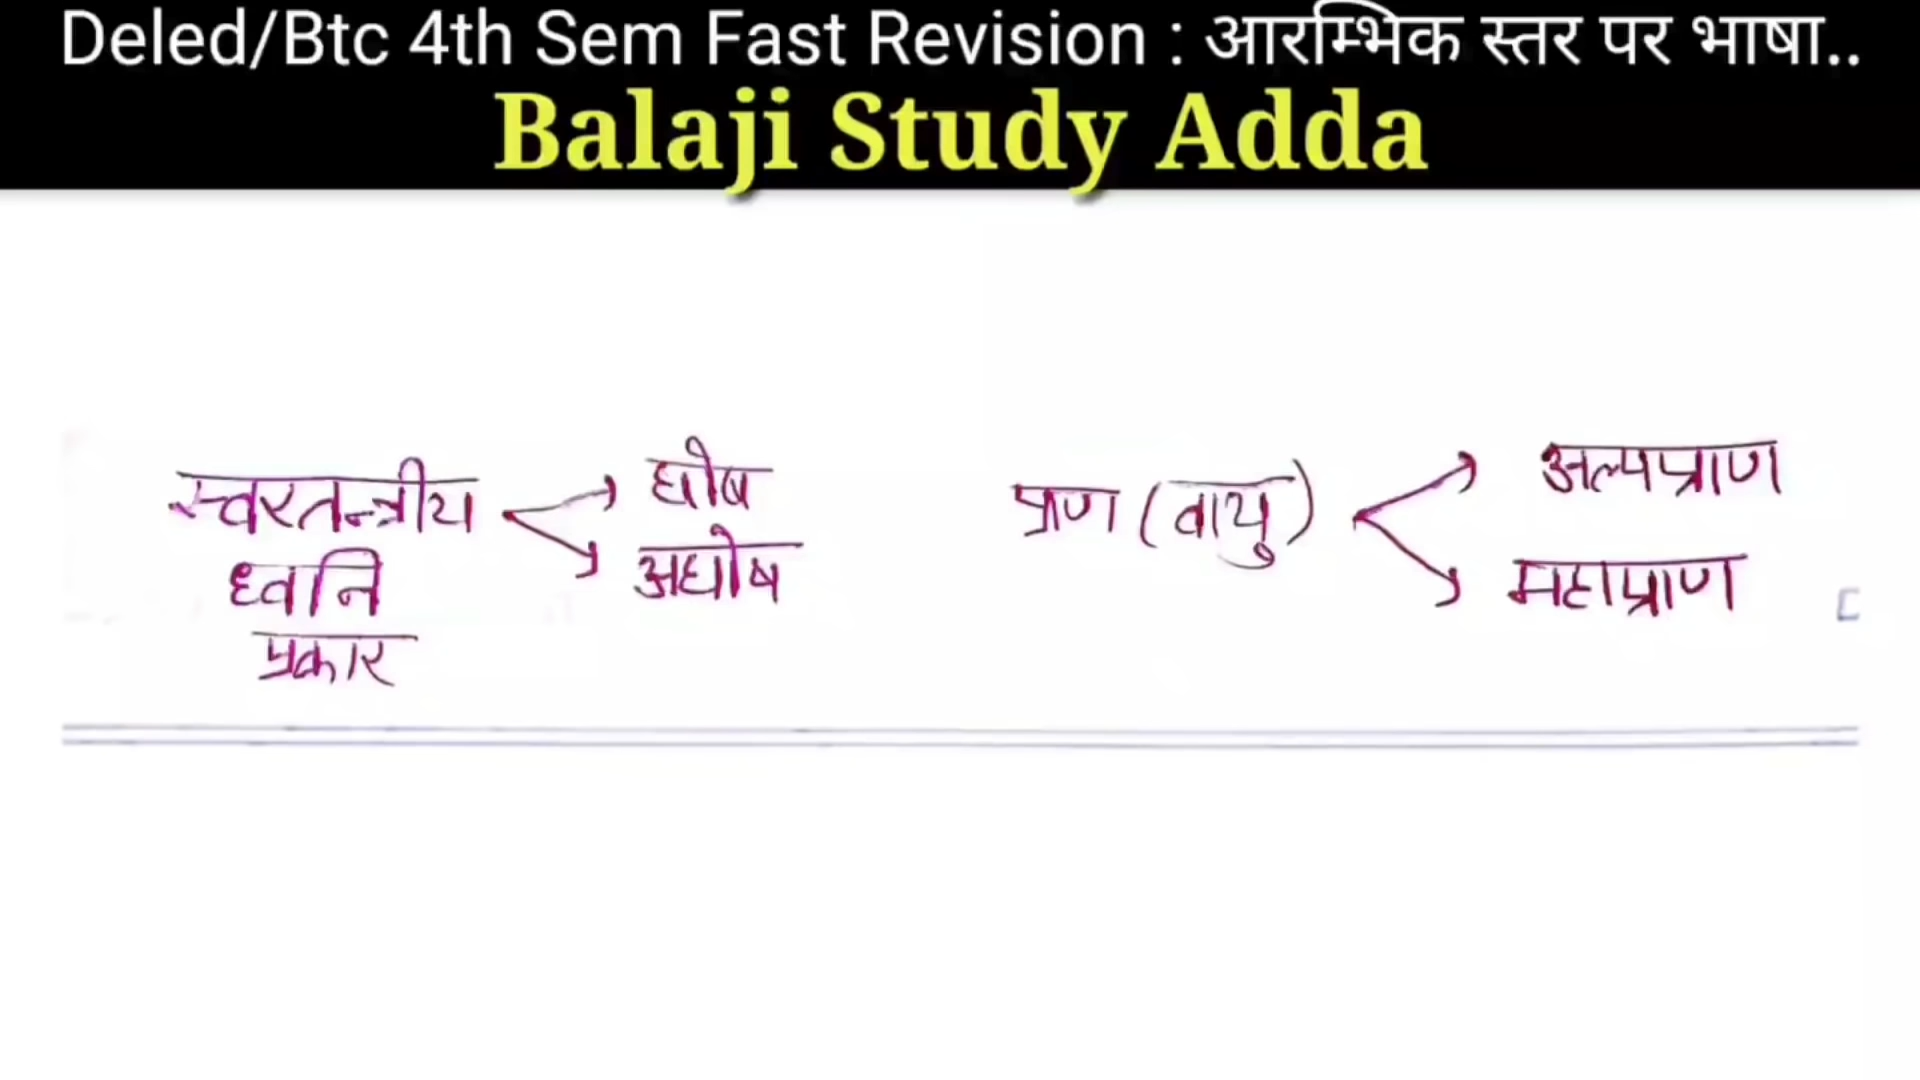 Deled/Btc 4th Sem Fast Revision : आरम्भिक स्तर पर भाषा..
Balaji Study Adda
स्वरतन्त्रीय
ध्वनि
प्रकार
घोष
अघोष
प्राण (वायु)
अल्पप्राण
महाप्राण